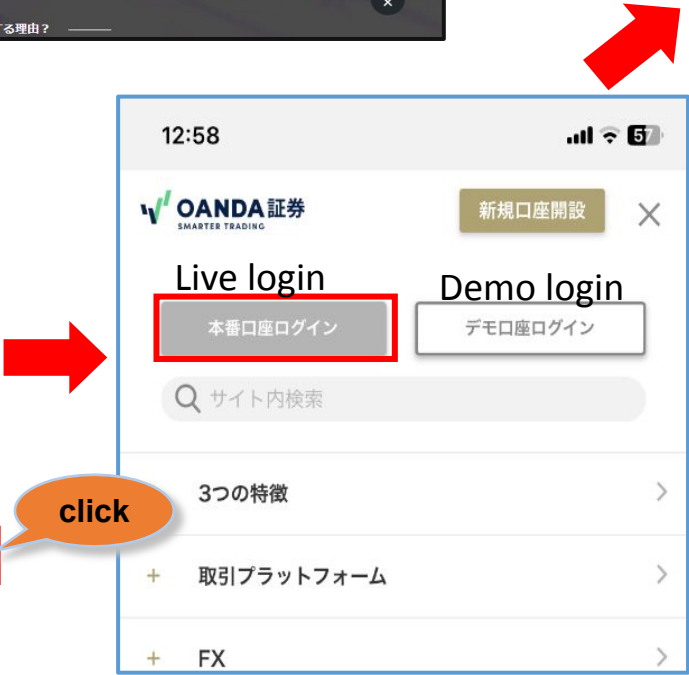 する理由?
×
12:58
57
OANDA証券
SMARTER TRADING
新規口座開設
Live login
Demo login
本番口座ログイン
デモ口座ログイン
サイト内検索
click
3つの特徴
+ 取引プラットフォーム
+ FX